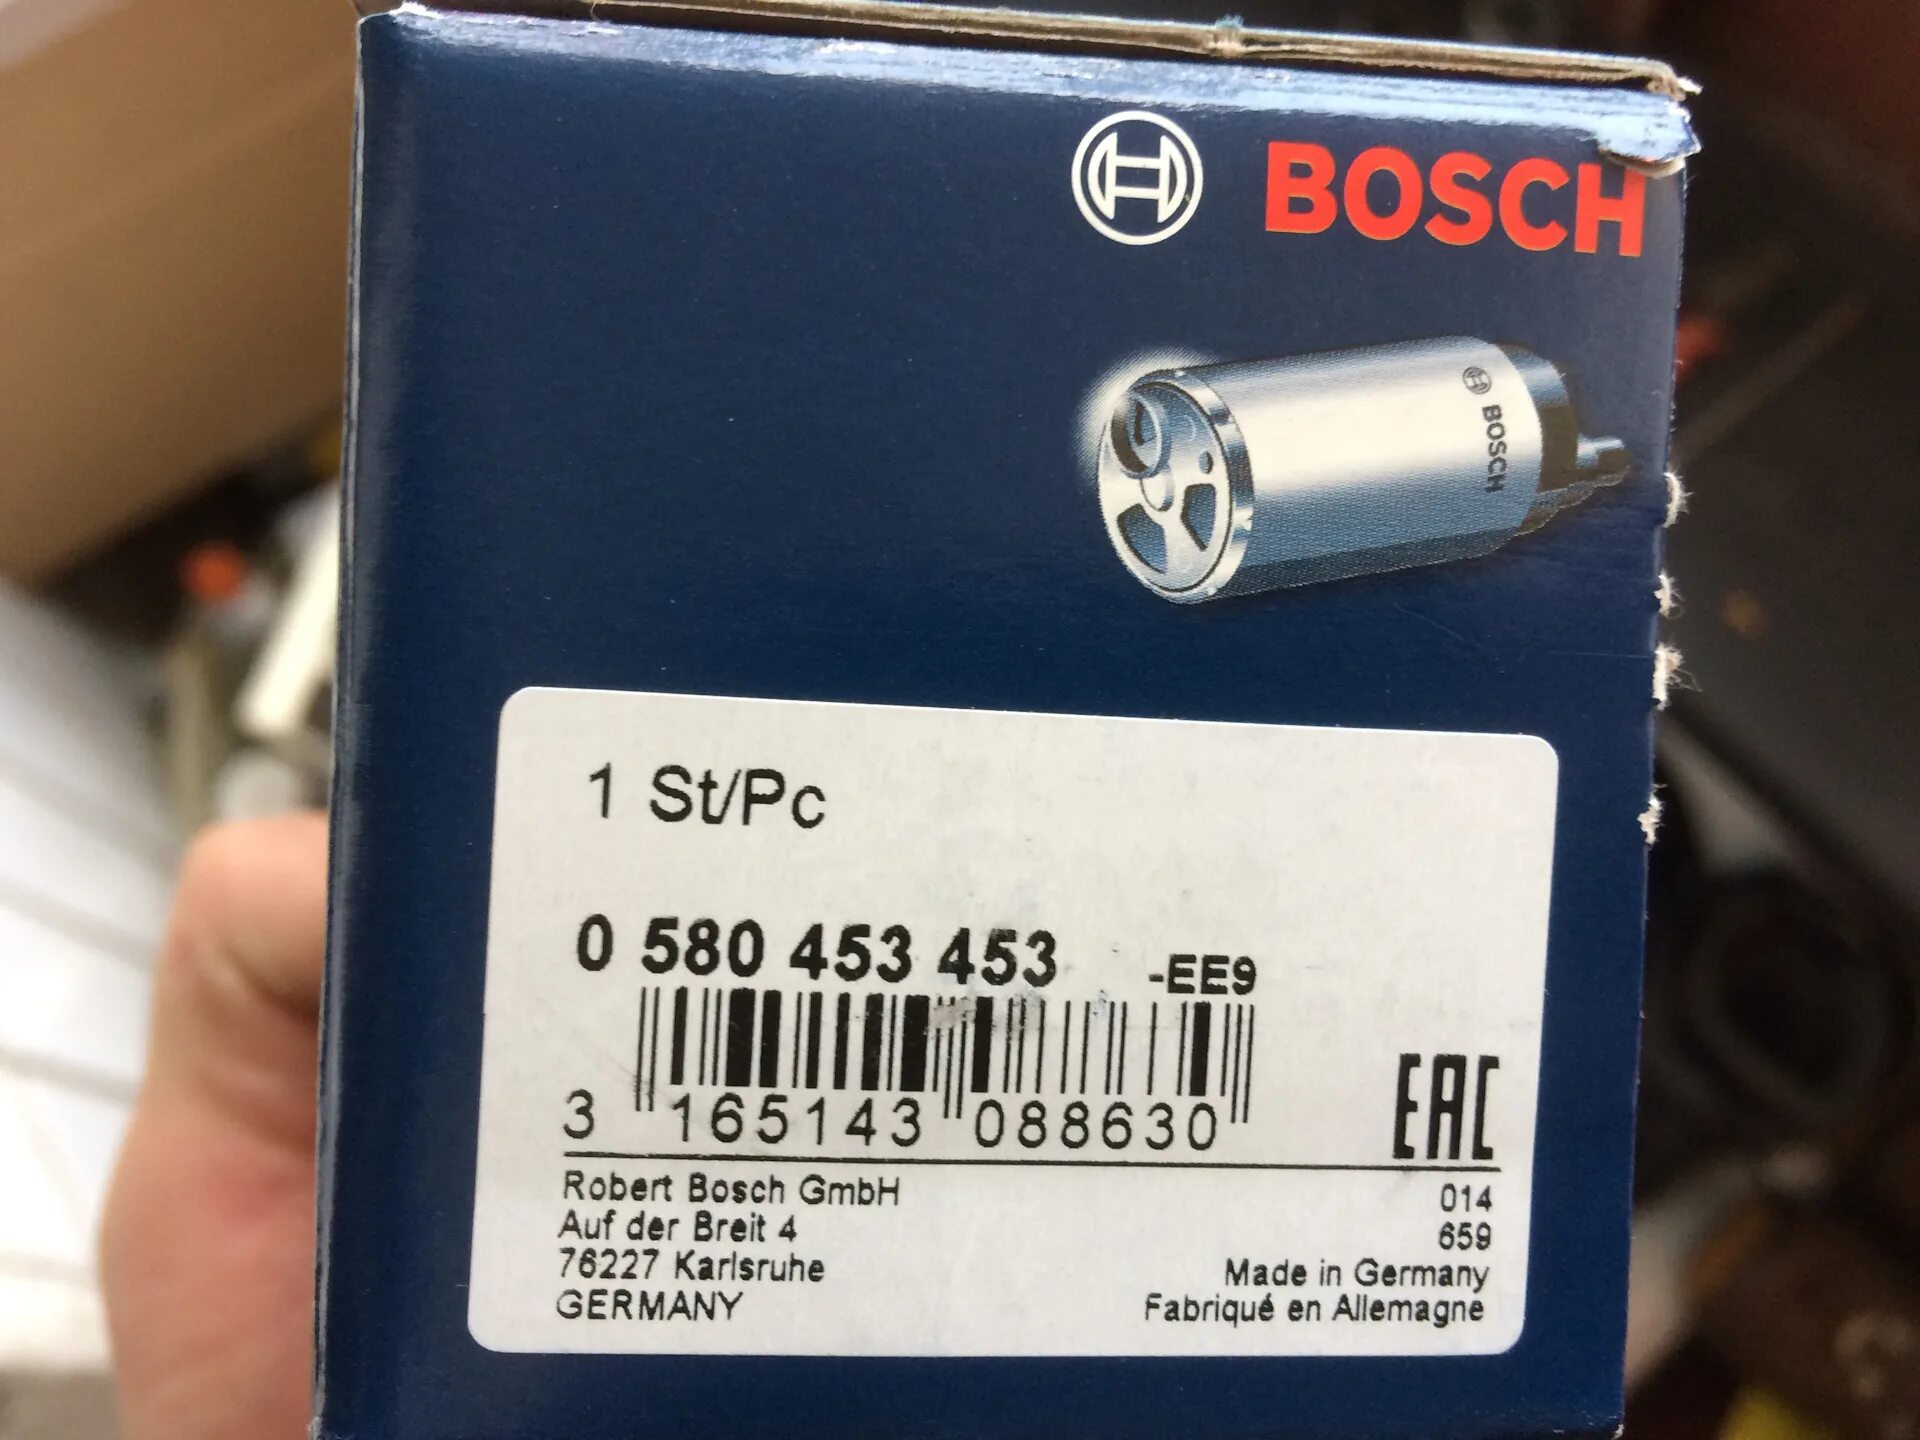 BOSCH
BOSCH
1 St/Pc
0 580 453 453 -EE9
3 165143 088630
EAC
Robert Bosch GmbH
Auf der Breit 4
76227 Karlsruhe
GERMANY
014
659
Made in Germany
Fabriqué en Allemagne